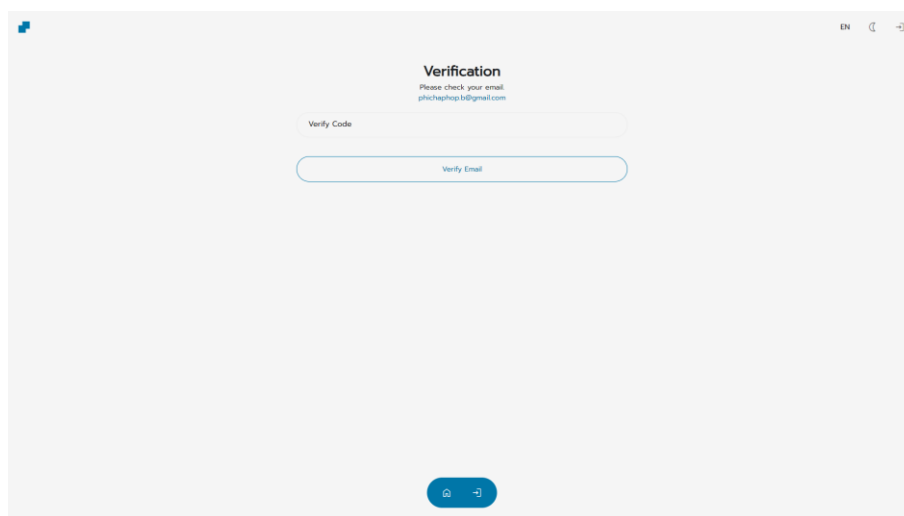 EN
Verification
Please check your email.
phichaphop.b@gmail.com
Verify Code
Verify Email